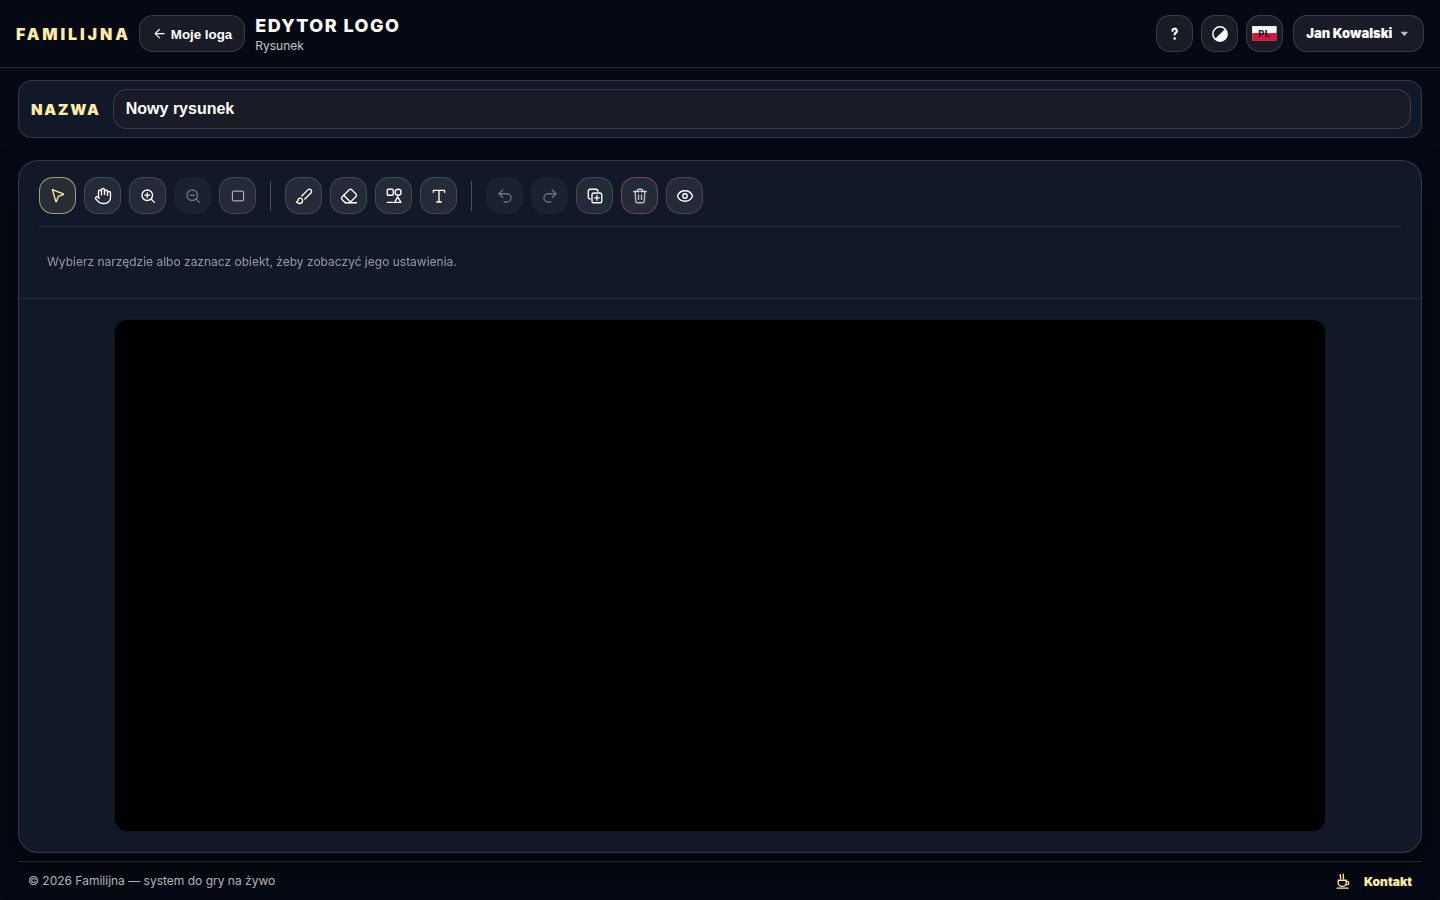 FAMILIJNA
← Moje loga
EDYTOR LOGO
Rysunek
?
PL
Jan Kowalski
NAZWA
Nowy rysunek
Wybierz narzędzie albo zaznacz obiekt, żeby zobaczyć jego ustawienia.
© 2026 Familijna — system do gry na żywo
Kontakt